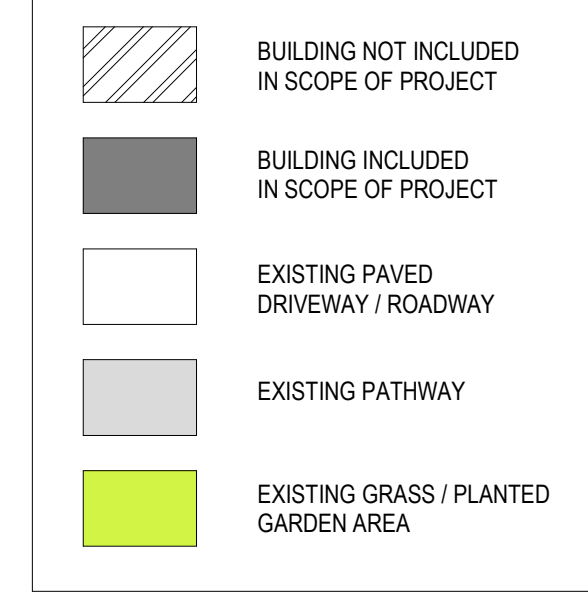 BUILDING NOT INCLUDED
IN SCOPE OF PROJECT
BUILDING INCLUDED
IN SCOPE OF PROJECT
EXISTING PAVED
DRIVEWAY / ROADWAY
EXISTING PATHWAY
EXISTING GRASS / PLANTED
GARDEN AREA